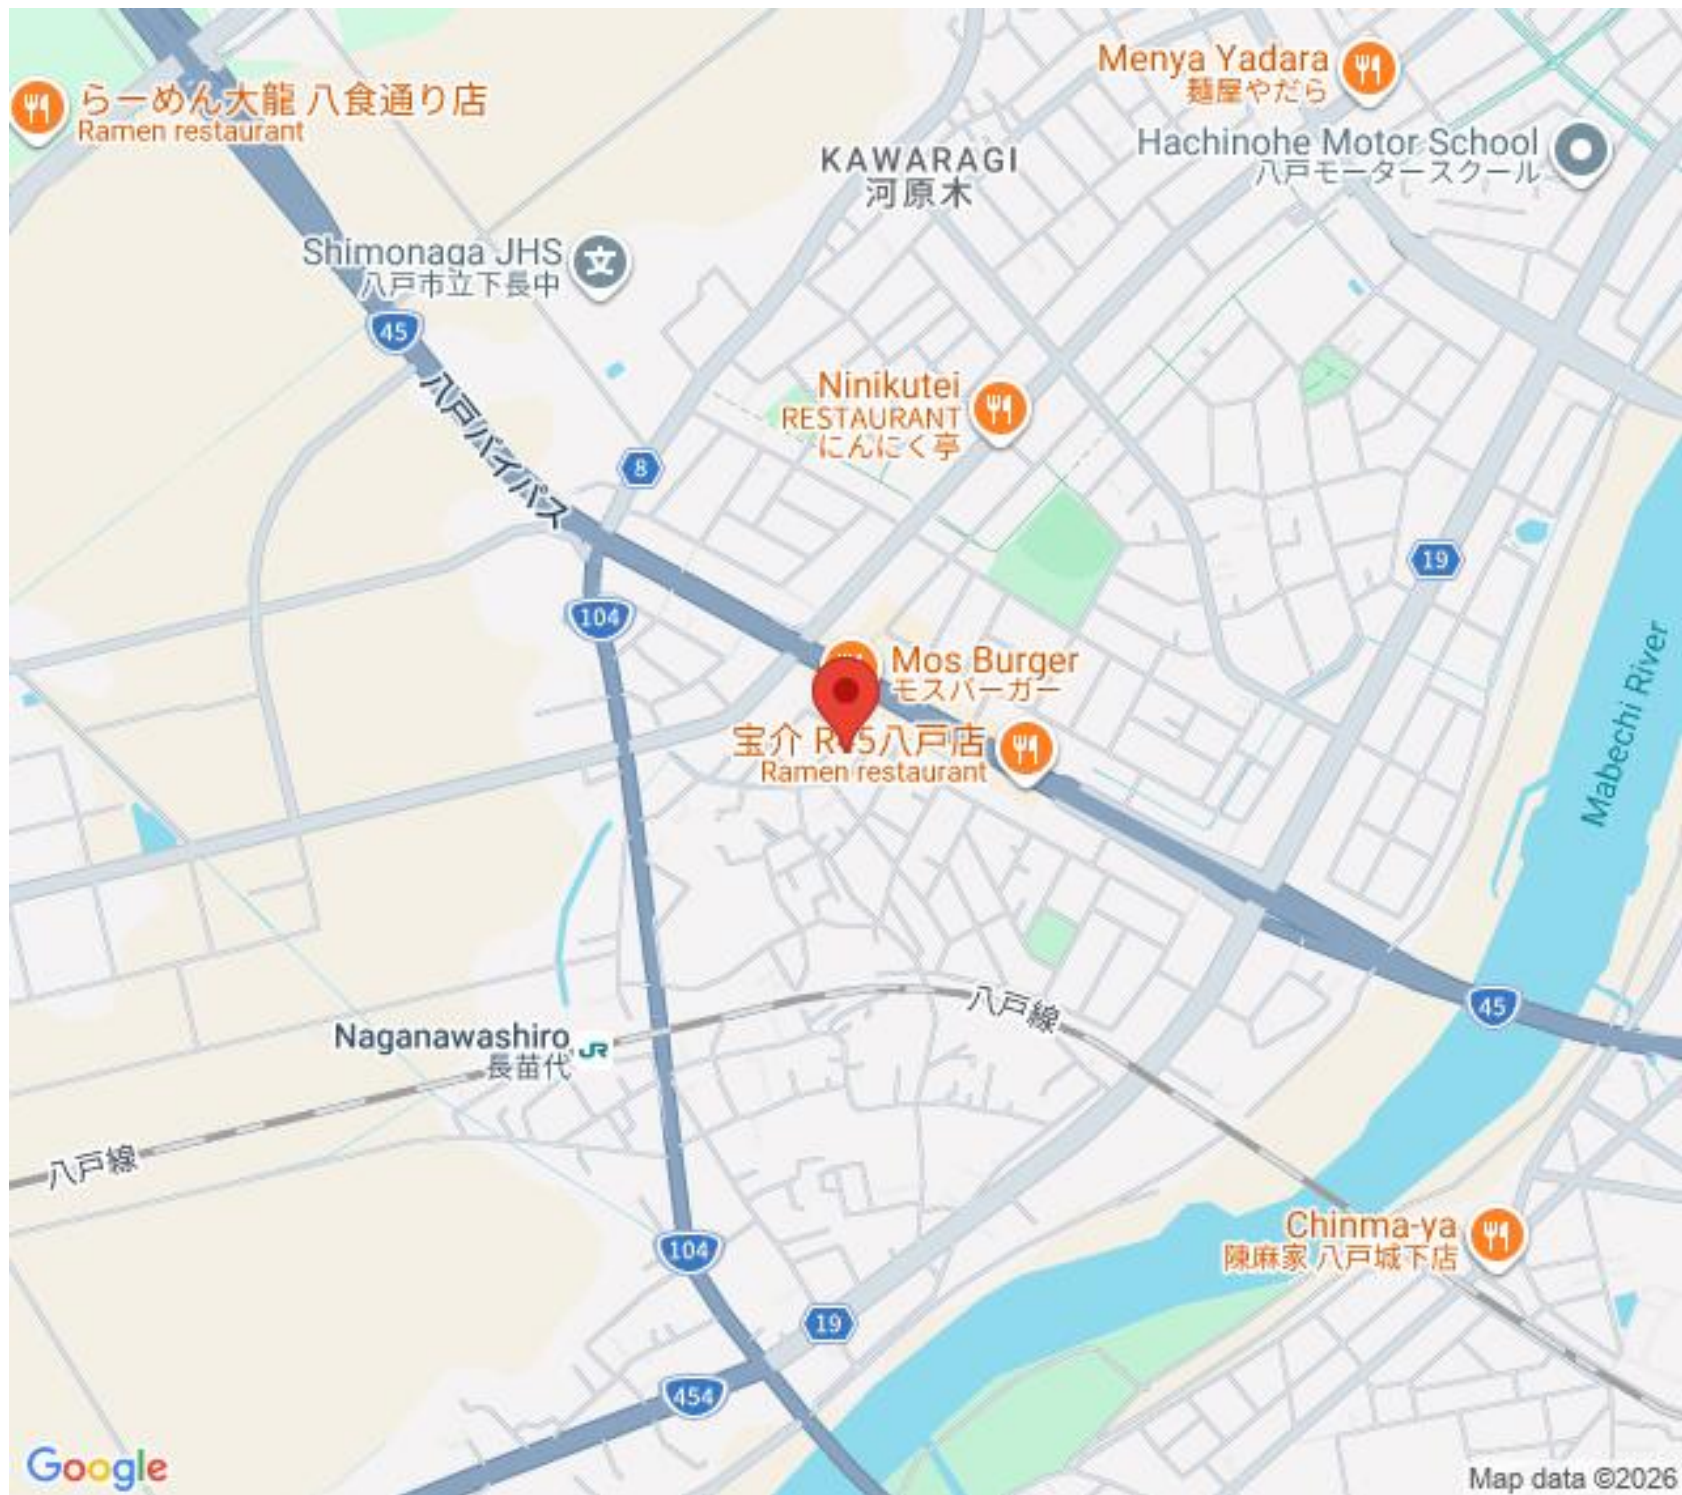 Menya Yadara
麺屋やだら
らーめん大龍 八食通り店
Ramen restaurant
Hachinohe Motor School
八戸モータースクール
KAWARAGI
河原木
Shimonaga JHS
八戸市立下長中
45
八戸バイパス
Ninikutei
RESTAURANT
にんにく亭
8
19
104
Mos Burger
モスバーガー
Mabechi River
八戸店
Ramen restaurant
宝介
八戸線
45
Naganawashiro
長苗代
JR
八戸線
Chinma-ya
陳麻家 八戸城下店
104
19
454
Google
Map data ©2026